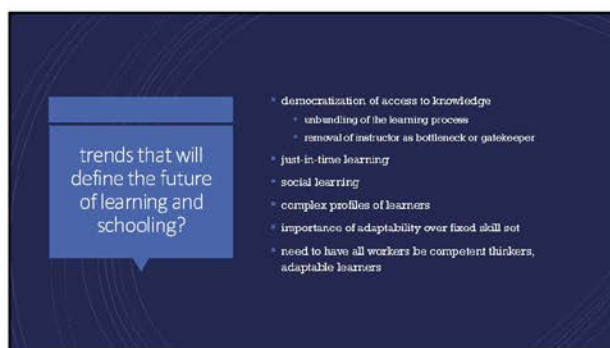 trends that will
define the future
of learning and
schooling?
democratization of access to knowledge
unbundling of the learning process
removal of instructor as bottleneck or gatekeeper
just-in-time learning
social learning
complex profiles of learners
importance of adaptability over fixed skill set
need to have all workers be competent thinkers,
adaptable learners